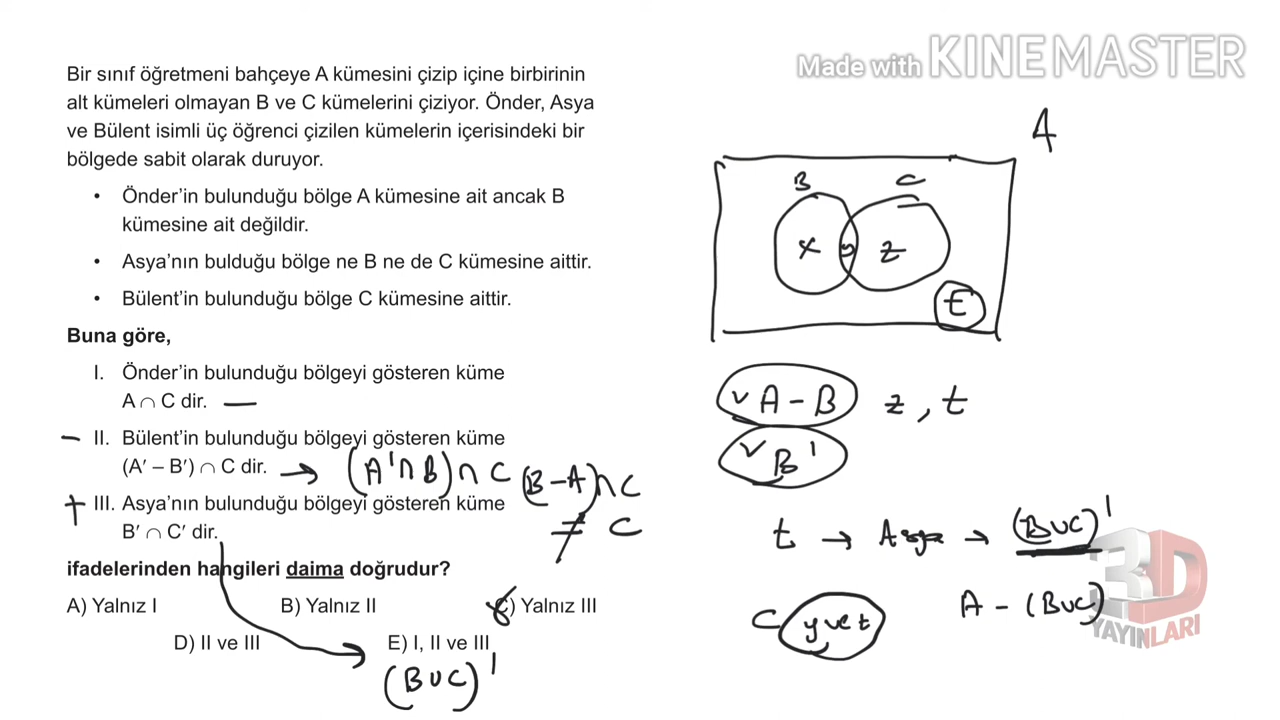 Made with KINEMASTER
Bir sınıf öğretmeni bahçeye A kümesini çizip içine birbirinin
alt kümeleri olmayan B ve C kümelerini çiziyor. Önder, Asya
ve Bülent isimli üç öğrenci çizilen kümelerin içerisindeki bir
bölgede sabit olarak duruyor.
• Önder'in bulunduğu bölge A kümesine ait ancak B
kümesine ait değildir.
• Asya'nın bulduğu bölge ne B ne de C kümesine aittir.
• Bülent'in bulunduğu bölge C kümesine aittir.
Buna göre,
I. Önder'in bulunduğu bölgeyi gösteren küme
A ∩ C dir. —
– II. Bülent'in bulunduğu bölgeyi gösteren küme
(A′ – B′) ∩ C dir. → (A' ∩ B) ∩ C (B - A) ∩ C
≠ C
+ III. Asya'nın bulunduğu bölgeyi gösteren küme
B′ ∩ C′ dir.
ifadelerinden hangileri daima doğrudur?
A) Yalnız I B) Yalnız II C) Yalnız III
D) II ve III E) I, II ve III
(B ∪ C)'
A
B C
x y z
t
✓ A - B z, t
✓ B'
t → Asya → (B∪C)'
C y ve t A - (B∪C)
3D
YAYINLARI